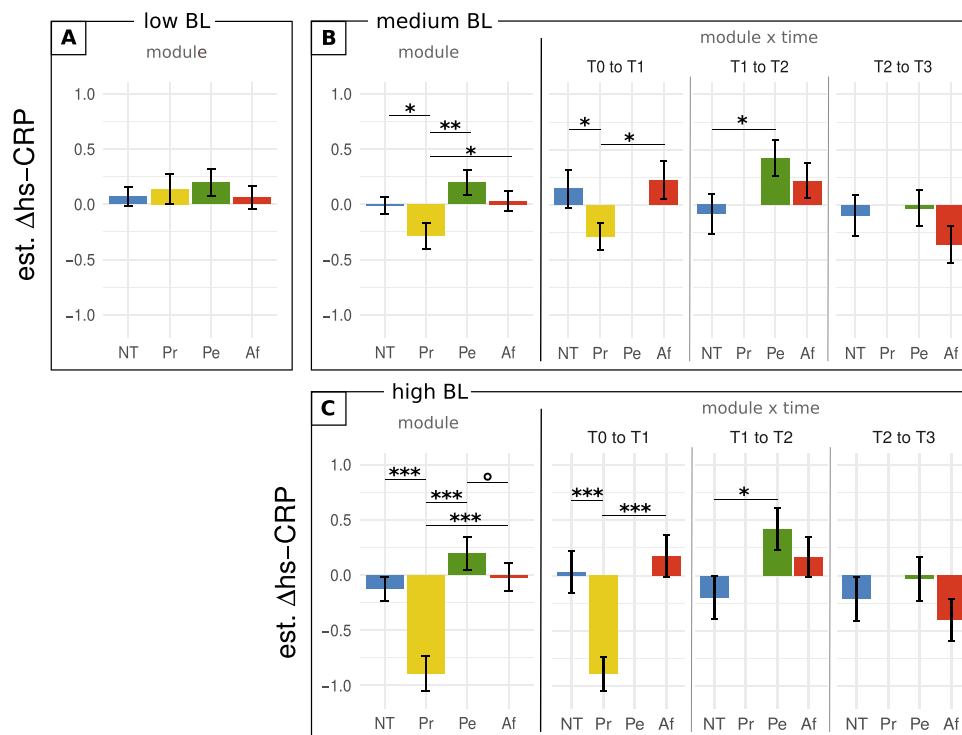 A
low BL
module
est. Δhs−CRP
1.0
0.5
0.0
−0.5
−1.0
NT Pr Pe Af
B
medium BL
module
module x time
T0 to T1
T1 to T2
T2 to T3
1.0
0.5
0.0
−0.5
−1.0
*
**
*
*
*
*
NT Pr Pe Af
NT Pr Pe Af
NT Pr Pe Af
NT Pr Pe Af
C
high BL
module
module x time
T0 to T1
T1 to T2
T2 to T3
est. Δhs−CRP
1.0
0.5
0.0
−0.5
−1.0
***
°
***
***
***
***
*
NT Pr Pe Af
NT Pr Pe Af
NT Pr Pe Af
NT Pr Pe Af